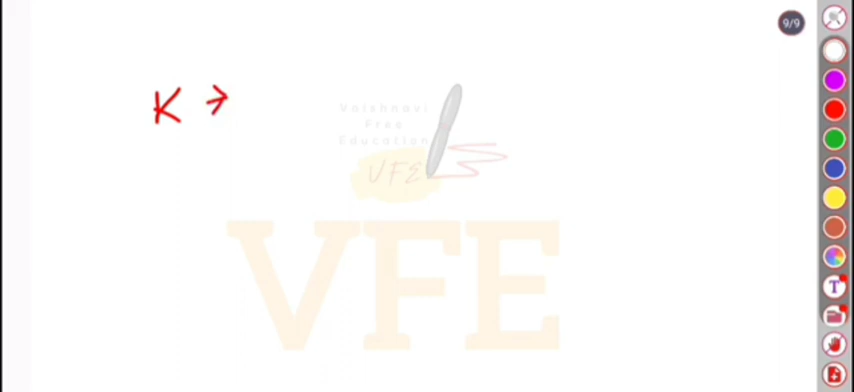 9/9
K →
Vaishnavi
Free
Education
VFE
VFE
T